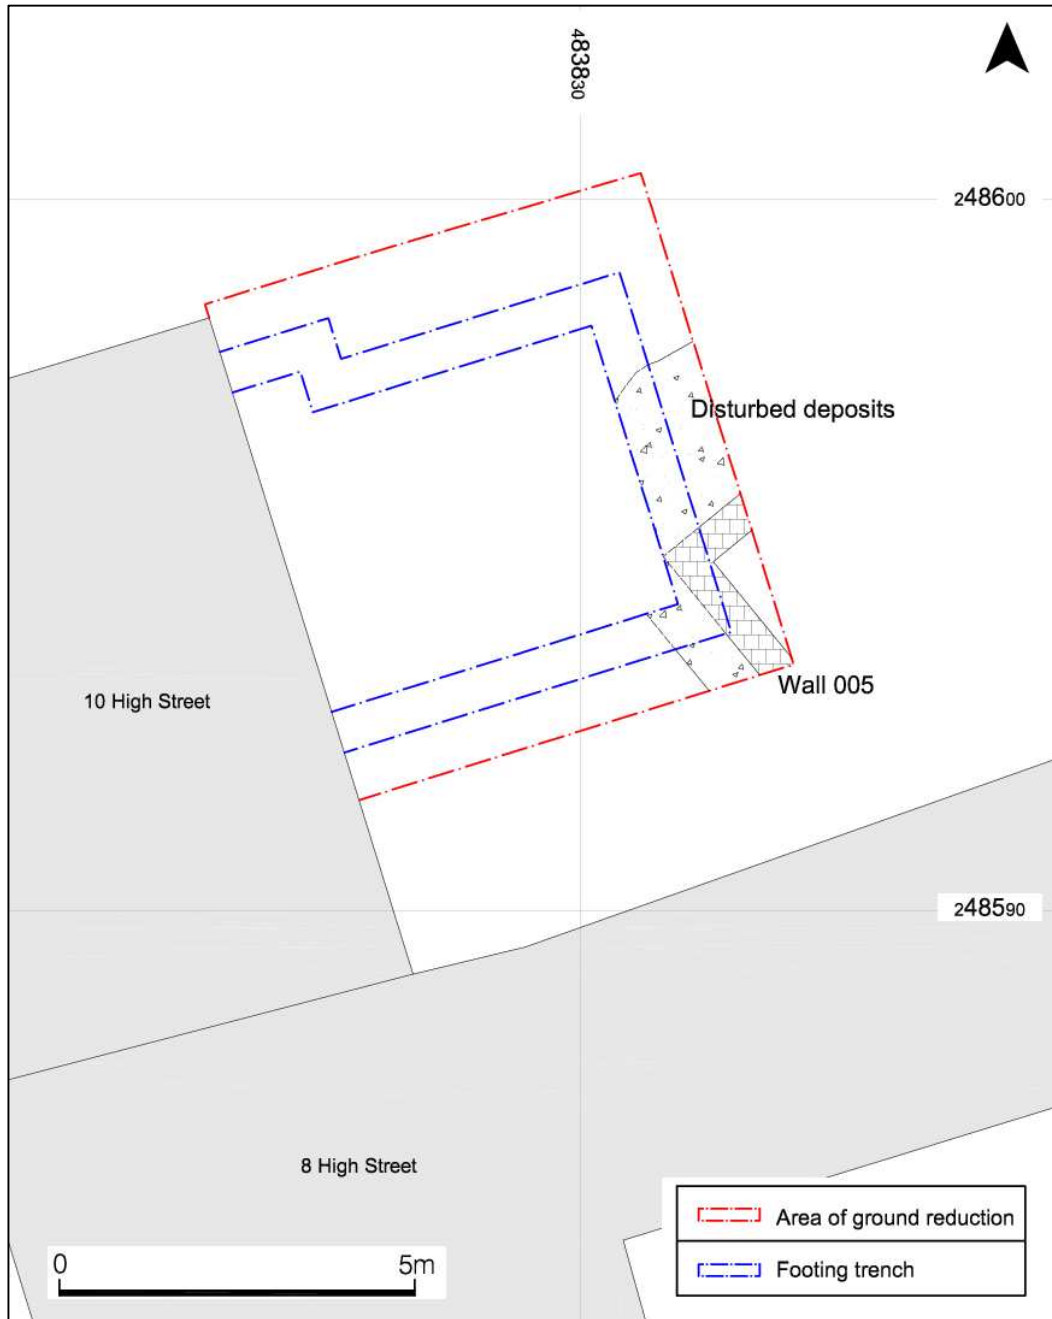 483830
248600
Disturbed deposits
Wall 005
10 High Street
248590
8 High Street
Area of ground reduction
Footing trench
0 5m